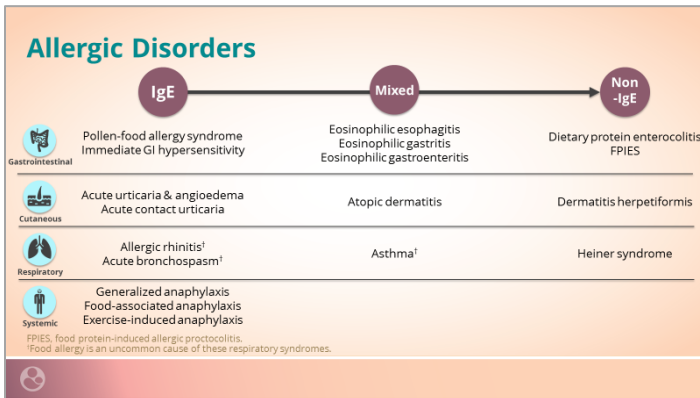 Allergic Disorders
IgE
Mixed
Non
-IgE
Gastrointestinal
Pollen-food allergy syndrome
Immediate GI hypersensitivity
Eosinophilic esophagitis
Eosinophilic gastritis
Eosinophilic gastroenteritis
Dietary protein enterocolitis
FPIES
Cutaneous
Acute urticaria & angioedema
Acute contact urticaria
Atopic dermatitis
Dermatitis herpetiformis
Respiratory
Allergic rhinitis†
Acute bronchospasm†
Asthma†
Heiner syndrome
Systemic
Generalized anaphylaxis
Food-associated anaphylaxis
Exercise-induced anaphylaxis
FPIES, food protein-induced allergic proctocolitis.
†Food allergy is an uncommon cause of these respiratory syndromes.